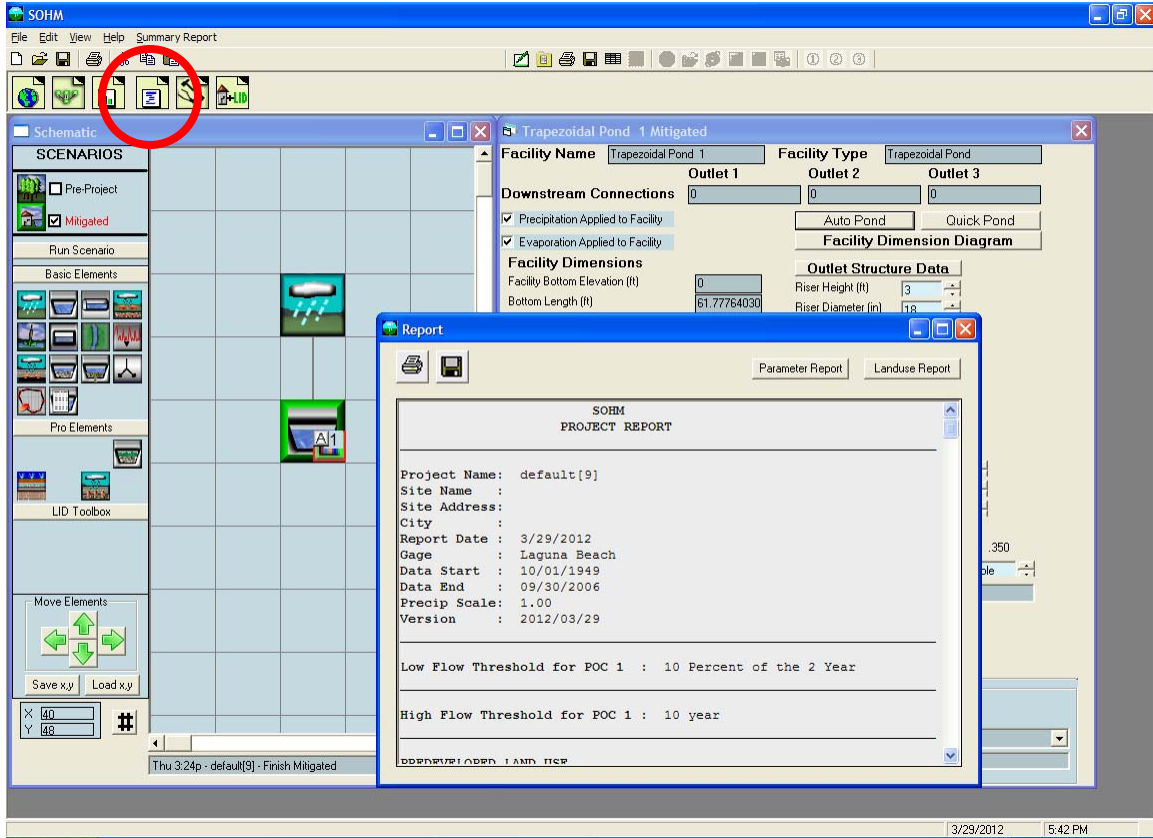 SOHM
File Edit View Help Summary Report
① ② ③
+LID
Schematic
SCENARIOS
Pre-Project
Mitigated
Run Scenario
Basic Elements
Pro Elements
LID Toolbox
Move Elements
Save x,y Load x,y
X 40
Y 48
#
Thu 3:24p - default[9] - Finish Mitigated
Trapezoidal Pond 1 Mitigated
Facility Name Trapezoidal Pond 1 Facility Type Trapezoidal Pond
Outlet 1 Outlet 2 Outlet 3
Downstream Connections 0 0 0
Precipitation Applied to Facility Auto Pond Quick Pond
Evaporation Applied to Facility Facility Dimension Diagram
Facility Dimensions Outlet Structure Data
Facility Bottom Elevation (ft) 0 Riser Height (ft) 3
Bottom Length (ft) 61.77764030 Riser Diameter (in) 18
A 1
.350
Report
Parameter Report Landuse Report
SOHM
PROJECT REPORT
Project Name: default[9]
Site Name :
Site Address:
City :
Report Date : 3/29/2012
Gage : Laguna Beach
Data Start : 10/01/1949
Data End : 09/30/2006
Precip Scale: 1.00
Version : 2012/03/29
Low Flow Threshold for POC 1 : 10 Percent of the 2 Year
High Flow Threshold for POC 1 : 10 year
PREDEVELOPED LAND USE
3/29/2012 5:42 PM